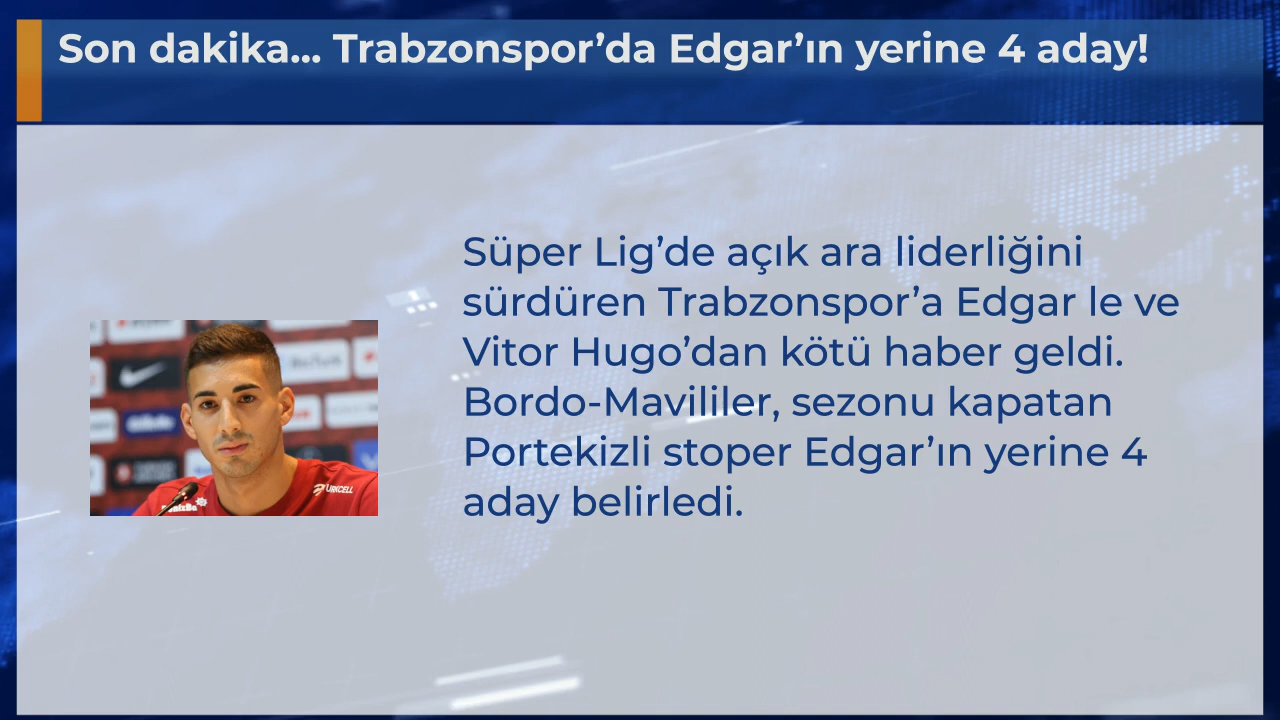 Son dakika... Trabzonspor’da Edgar’ın yerine 4 aday!
Süper Lig’de açık ara liderliğini
sürdüren Trabzonspor’a Edgar le ve
Vitor Hugo’dan kötü haber geldi.
Bordo-Mavililer, sezonu kapatan
Portekizli stoper Edgar’ın yerine 4
aday belirledi.